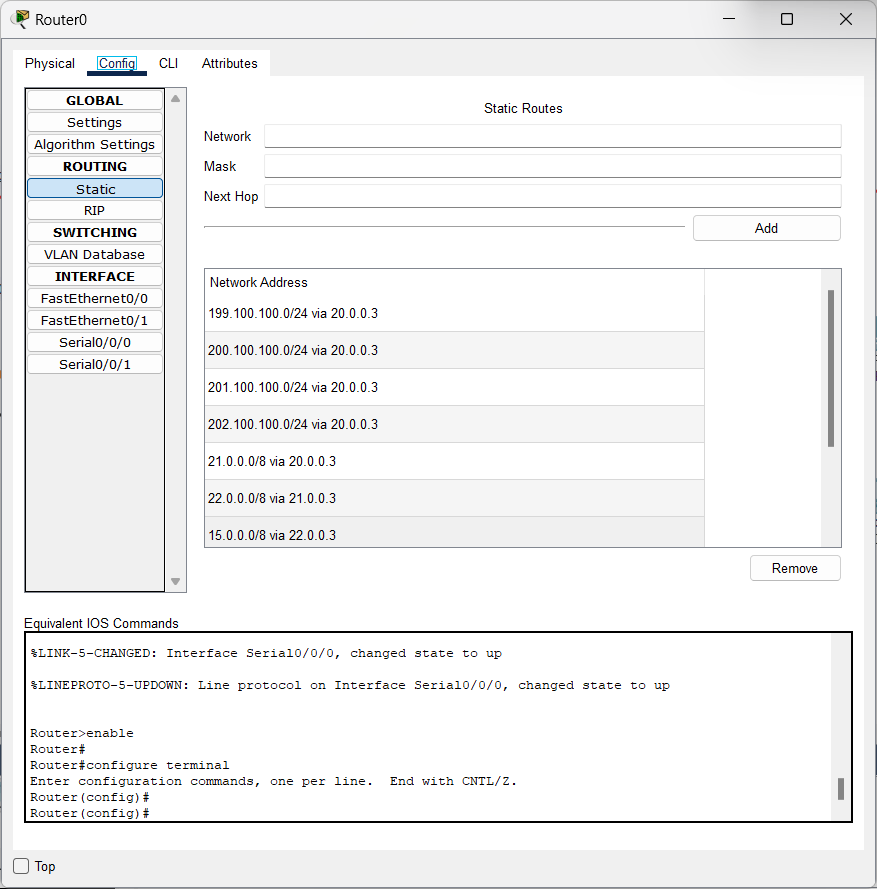 Router0
Physical Config CLI Attributes
GLOBAL
Settings
Algorithm Settings
ROUTING
Static
RIP
SWITCHING
VLAN Database
INTERFACE
FastEthernet0/0
FastEthernet0/1
Serial0/0/0
Serial0/0/1
Static Routes
Network
Mask
Next Hop
Add
Network Address
199.100.100.0/24 via 20.0.0.3
200.100.100.0/24 via 20.0.0.3
201.100.100.0/24 via 20.0.0.3
202.100.100.0/24 via 20.0.0.3
21.0.0.0/8 via 20.0.0.3
22.0.0.0/8 via 21.0.0.3
15.0.0.0/8 via 22.0.0.3
Remove
Equivalent IOS Commands
%LINK-5-CHANGED: Interface Serial0/0/0, changed state to up
%LINEPROTO-5-UPDOWN: Line protocol on Interface Serial0/0/0, changed state to up
Router>enable
Router#
Router#configure terminal
Enter configuration commands, one per line.  End with CNTL/Z.
Router(config)#
Router(config)#
Top